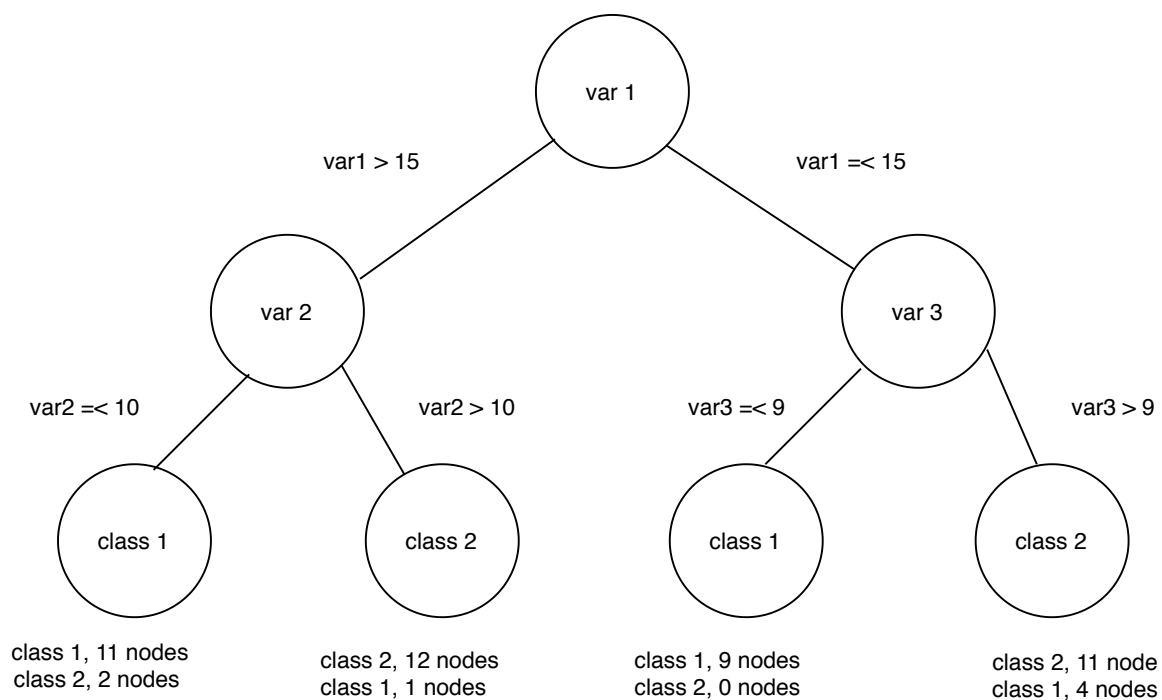 var 1
var1 > 15
var1 =< 15
var 2
var 3
var2 =< 10
var2 > 10
var3 =< 9
var3 > 9
class 1
class 2
class 1
class 2
class 1, 11 nodes
class 2, 2 nodes
class 2, 12 nodes
class 1, 1 nodes
class 1, 9 nodes
class 2, 0 nodes
class 2, 11 node
class 1, 4 nodes